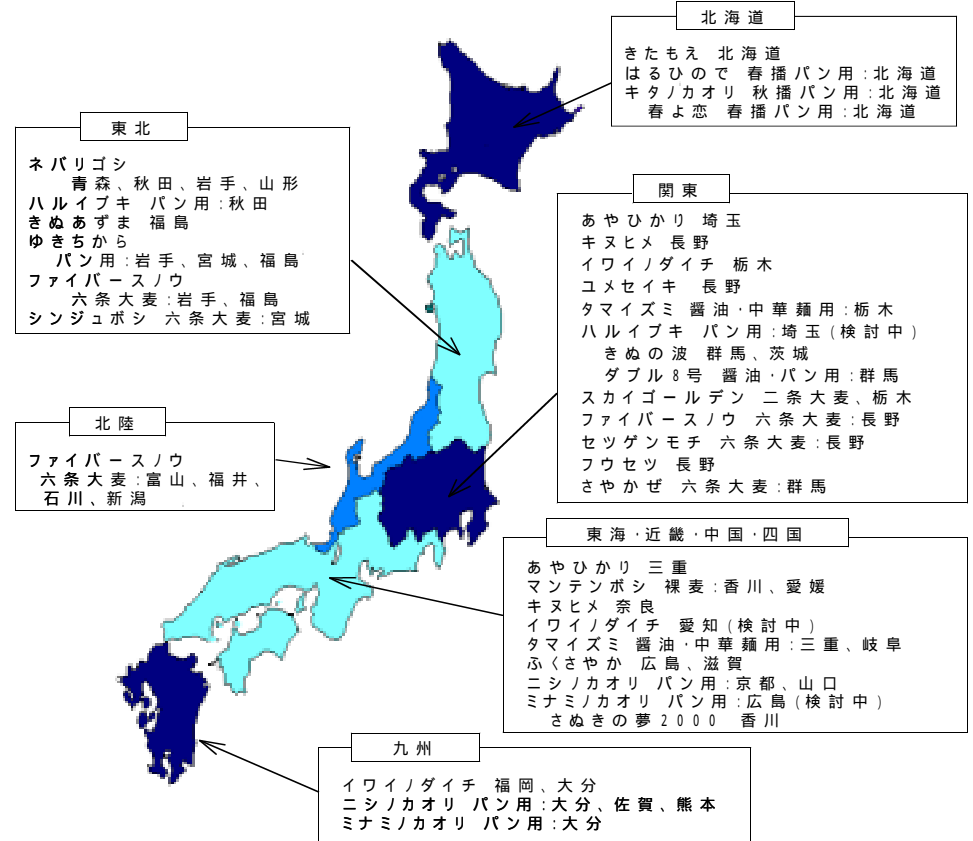 北海道
きたもえ 北海道
はるひので 春播パン用:北海道
キタノカオリ 秋播パン用:北海道
春よ恋 春播パン用:北海道
東北
ネバリゴシ
青森、秋田、岩手、山形
ハルイブキ パン用:秋田
きぬあずま 福島
ゆきちから
パン用:岩手、宮城、福島
ファイバースノウ
六条大麦:岩手、福島
シンジュボシ 六条大麦:宮城
関東
あやひかり 埼玉
キヌヒメ 長野
イワイノダイチ 栃木
ユメセイキ 長野
タマイズミ 醤油・中華麺用:栃木
ハルイブキ パン用:埼玉(検討中)
きぬの波 群馬、茨城
ダブル8号 醤油・パン用:群馬
スカイゴールデン 二条大麦、栃木
ファイバースノウ 六条大麦:長野
セツゲンモチ 六条大麦:長野
フウセツ 長野
さやかぜ 六条大麦:群馬
北陸
ファイバースノウ
六条大麦:富山、福井、
石川、新潟
東海・近畿・中国・四国
あやひかり 三重
マンテンボシ 裸麦:香川、愛媛
キヌヒメ 奈良
イワイノダイチ 愛知(検討中)
タマイズミ 醤油・中華麺用:三重、岐阜
ふくさやか 広島、滋賀
ニシノカオリ パン用:京都、山口
ミナミノカオリ パン用:広島(検討中)
さぬきの夢2000 香川
九州
イワイノダイチ 福岡、大分
ニシノカオリ パン用:大分、佐賀、熊本
ミナミノカオリ パン用:大分